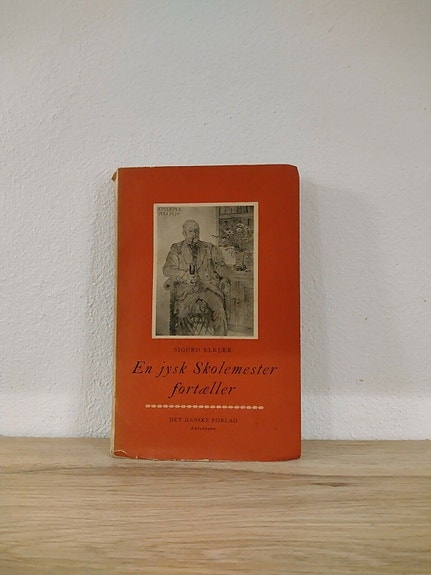 SIGURD ELKJÆR
En jysk Skolemester
fortæller
DET DANSKE FORLAG